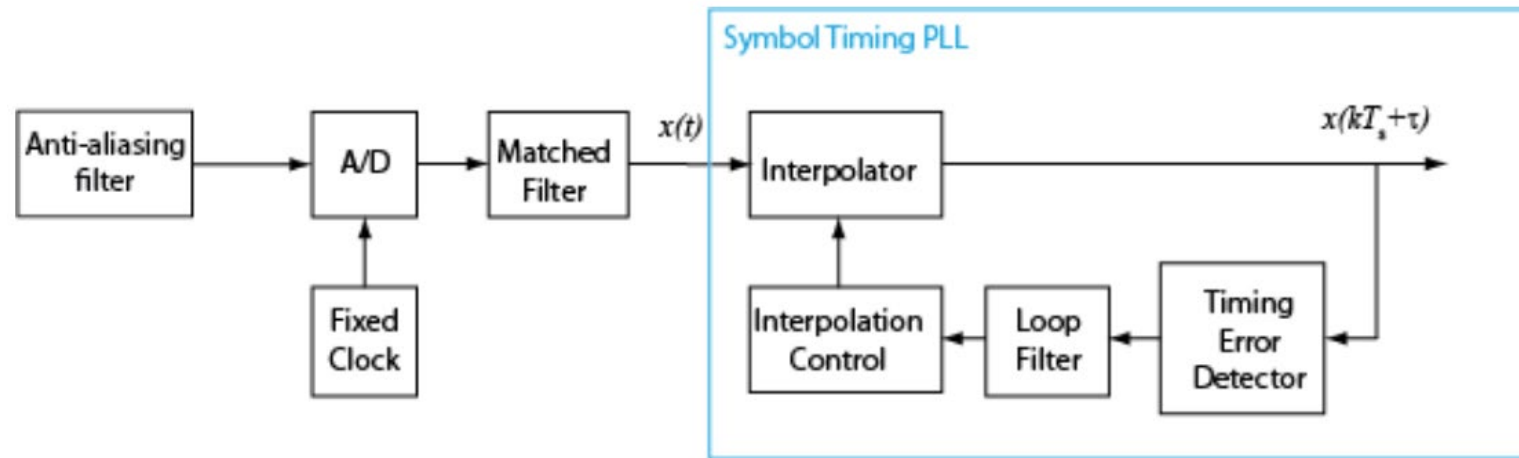 Symbol Timing PLL
Anti-aliasing
filter
A/D
Matched
Filter
x(t)
Interpolator
x(kTs+τ)
Fixed
Clock
Interpolation
Control
Loop
Filter
Timing
Error
Detector